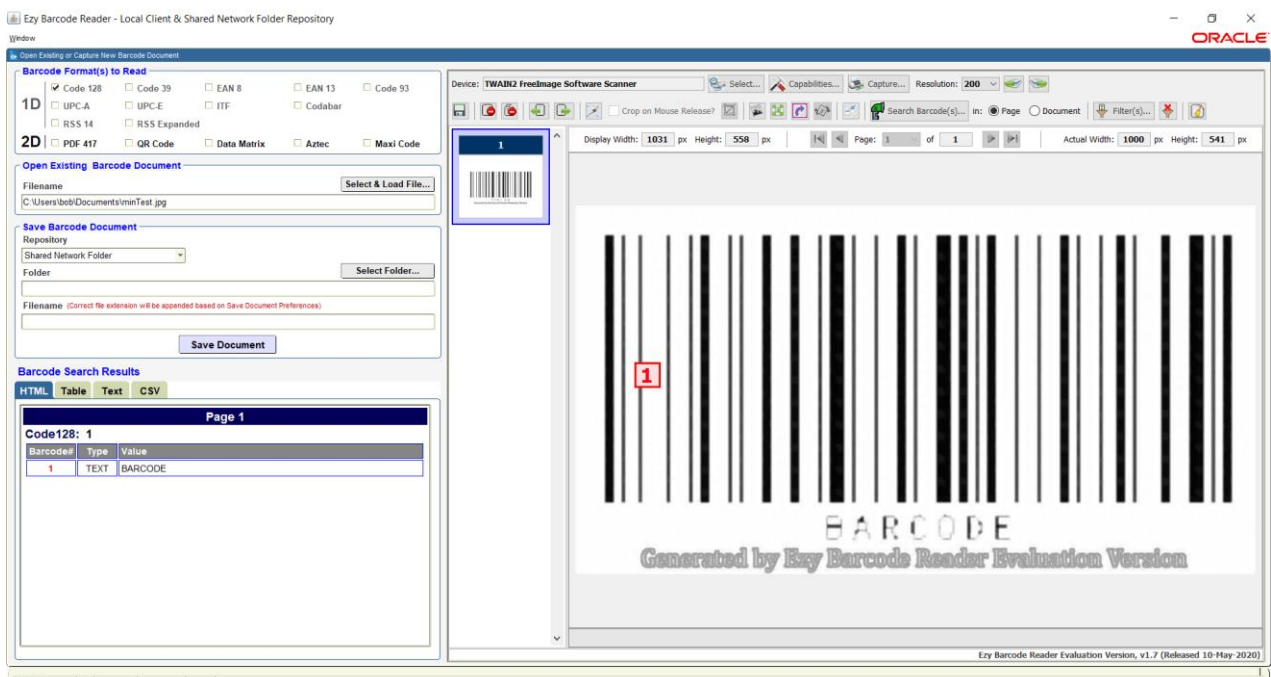 Ezy Barcode Reader - Local Client & Shared Network Folder Repository
Window
ORACLE
Open Existing or Capture New Barcode Document
Barcode Format(s) to Read
1D
Code 128 Code 39 EAN 8 EAN 13 Code 93
UPC-A UPC-E ITF Codabar
RSS 14 RSS Expanded
2D PDF 417 QR Code Data Matrix Aztec Maxi Code
Open Existing Barcode Document
Filename Select & Load File...
C:\Users\bob\Documents\minTest.jpg
Save Barcode Document
Repository
Shared Network Folder
Folder Select Folder...
Filename (Correct file extension will be appended based on Save Document Preferences)
Save Document
Barcode Search Results
HTML Table Text CSV
Page 1
Code128: 1
Barcode# Type Value
1 TEXT BARCODE
Device: TWAIN2 FreeImage Software Scanner Select... Capabilities... Capture... Resolution: 200
Crop on Mouse Release? Search Barcode(s)... in: Page Document Filter(s)...
1
Display Width: 1031 px Height: 558 px Page: 1 of 1 Actual Width: 1000 px Height: 541 px
1
BARCODE
Generated by Ezy Barcode Reader Evaluation Version
Ezy Barcode Reader Evaluation Version, v1.7 (Released 10-May-2020)